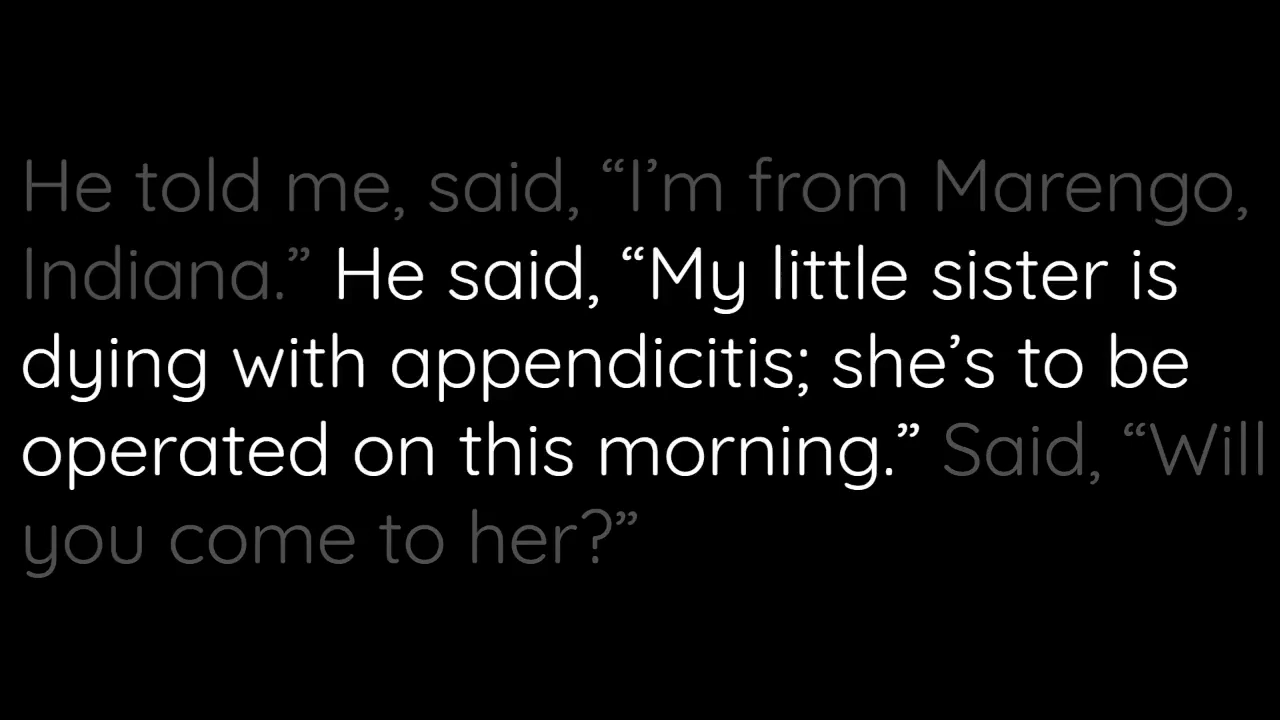 He told me, said, “I’m from Marengo,
Indiana.” He said, “My little sister is
dying with appendicitis; she’s to be
operated on this morning.” Said, “Will
you come to her?”